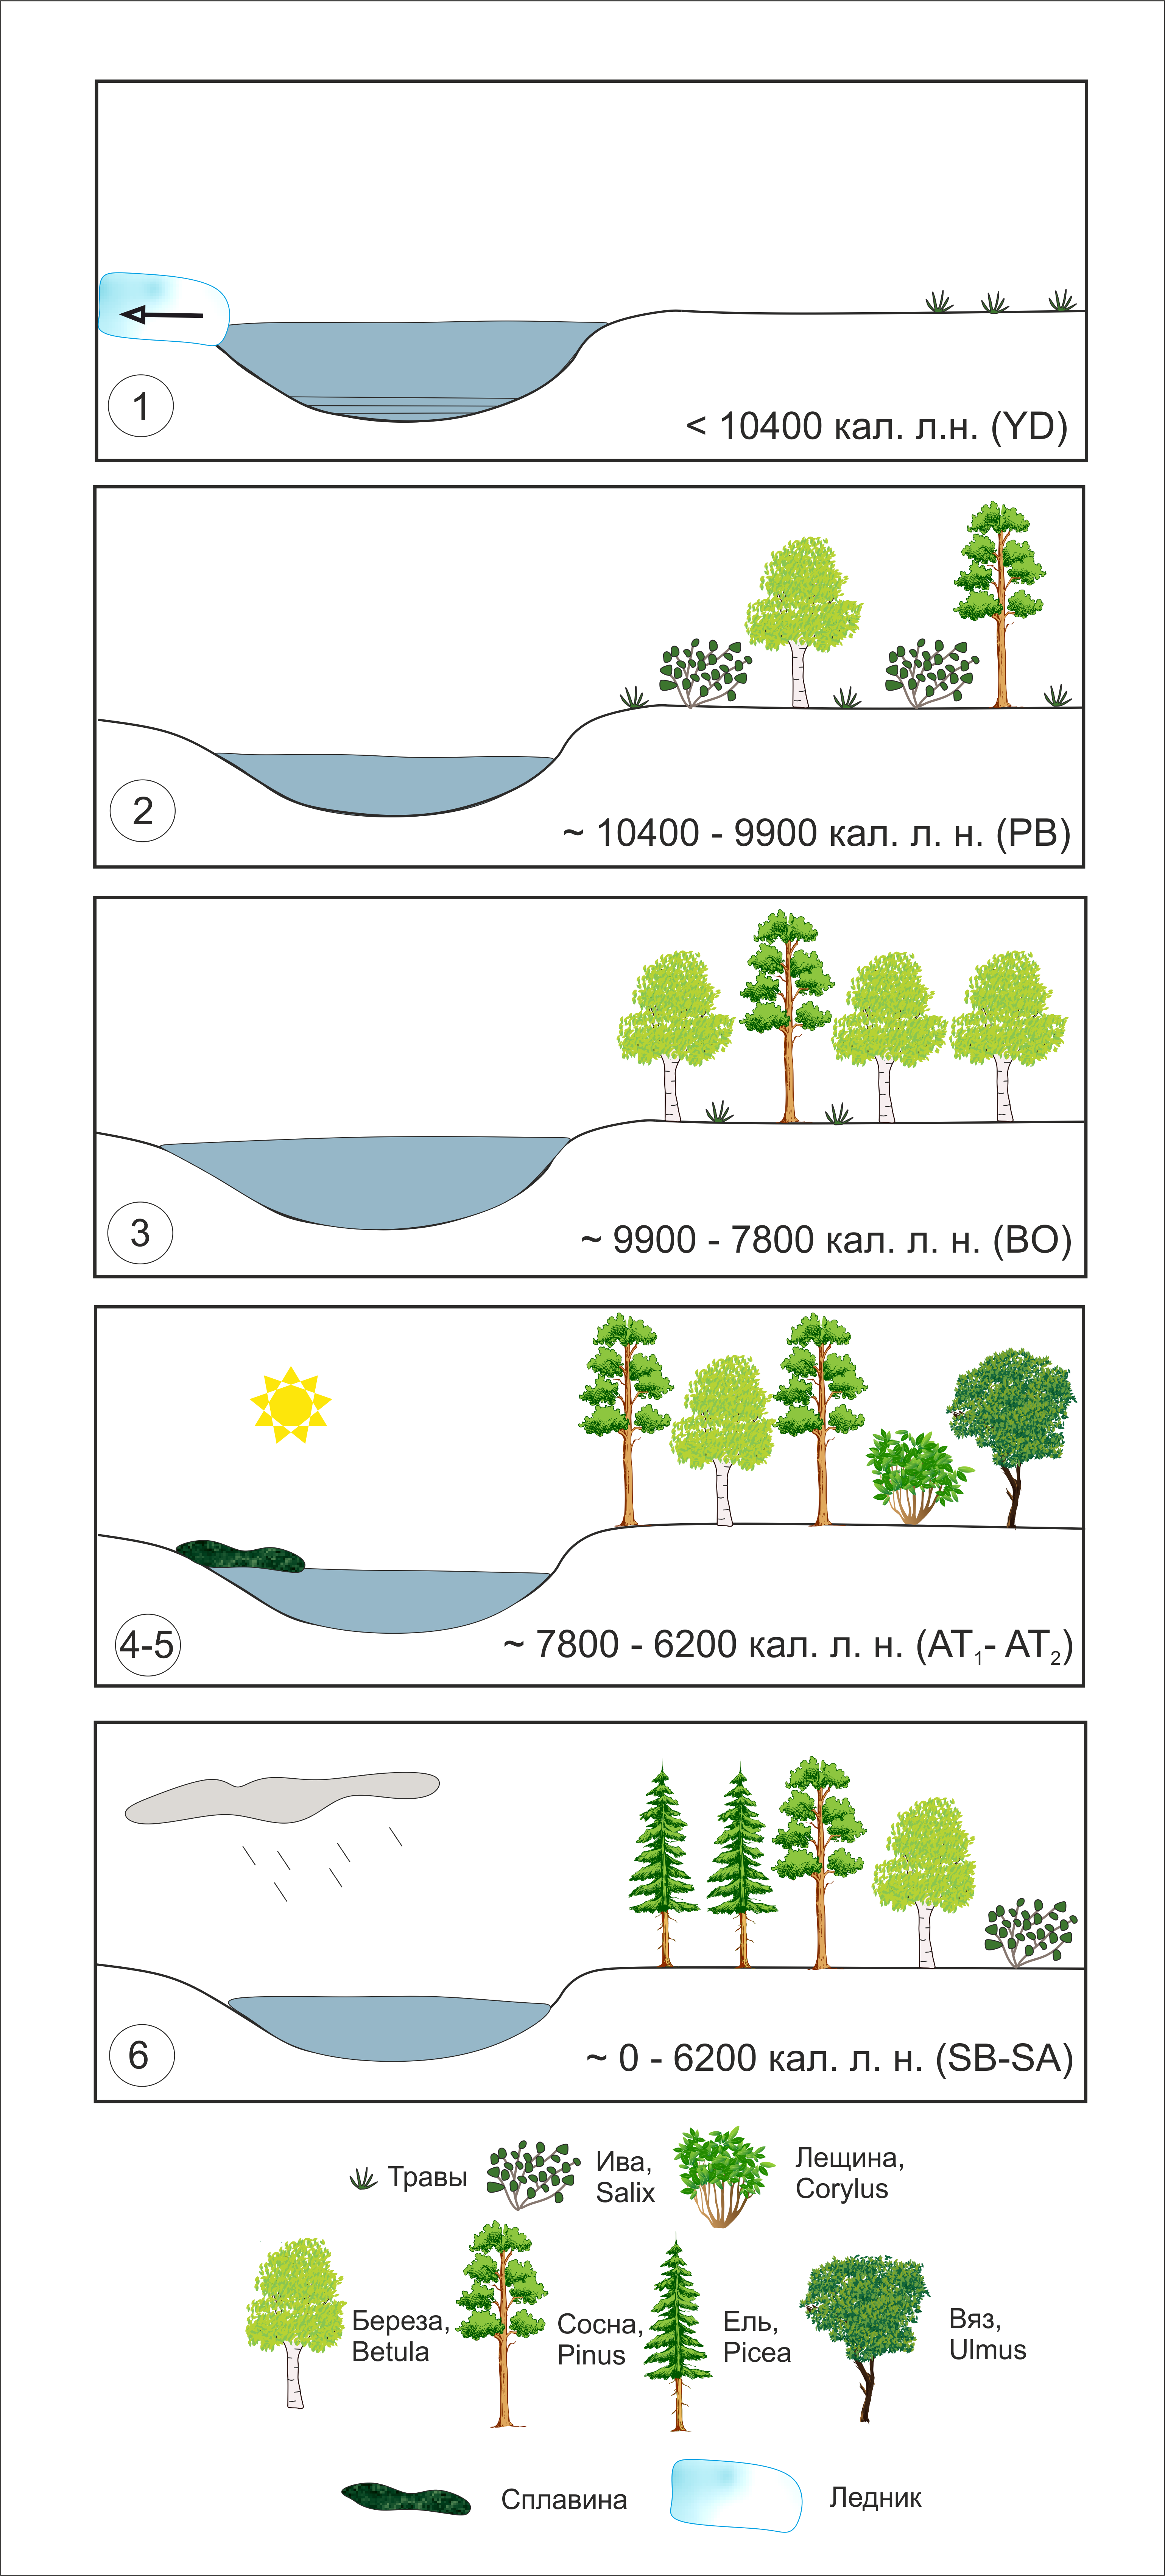 1
< 10400 кал. л.н. (YD)
2
~ 10400 - 9900 кал. л. н. (PB)
3
~ 9900 - 7800 кал. л. н. (BO)
4-5
~ 7800 - 6200 кал. л. н. (AT₁- AT₂)
6
~ 0 - 6200 кал. л. н. (SB-SA)
Травы
Ива,
Salix
Лещина,
Corylus
Береза,
Betula
Сосна,
Pinus
Ель,
Picea
Вяз,
Ulmus
Сплавина
Ледник